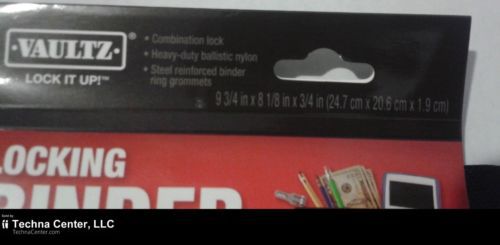 ·VAULTZ·®
LOCK IT UP!™
• Combination lock
• Heavy-duty ballistic nylon
• Steel reinforced binder
ring grommets
9 3/4 in x 8 1/8 in x 3/4 in (24.7 cm x 20.6 cm x 1.9 cm)
LOCKING
BINDER
Sold by
Techna Center, LLC
TechnaCenter.com